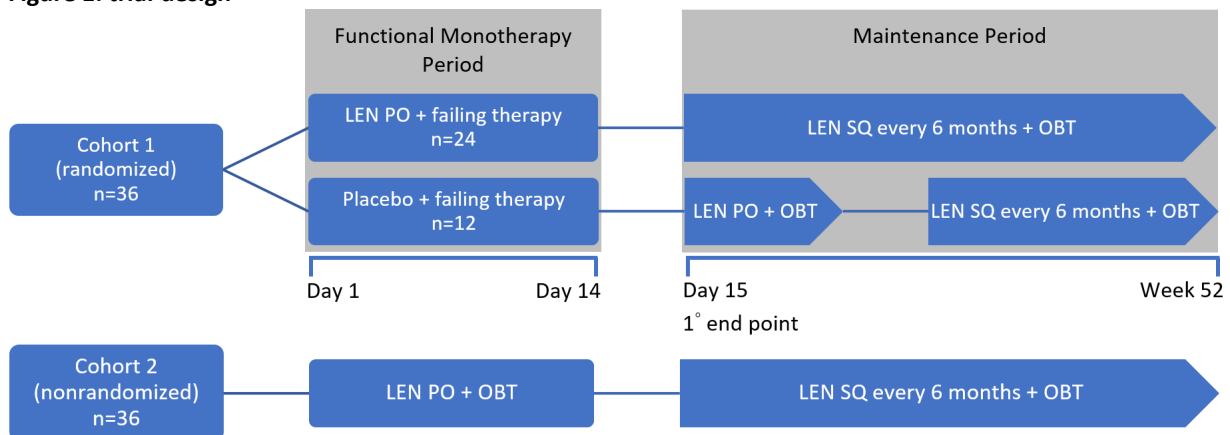 Functional Monotherapy
Period
Maintenance Period
Cohort 1
(randomized)
n=36
LEN PO + failing therapy
n=24
LEN SQ every 6 months + OBT
Placebo + failing therapy
n=12
LEN PO + OBT
LEN SQ every 6 months + OBT
Day 1
Day 14
Day 15
1° end point
Week 52
Cohort 2
(nonrandomized)
n=36
LEN PO + OBT
LEN SQ every 6 months + OBT